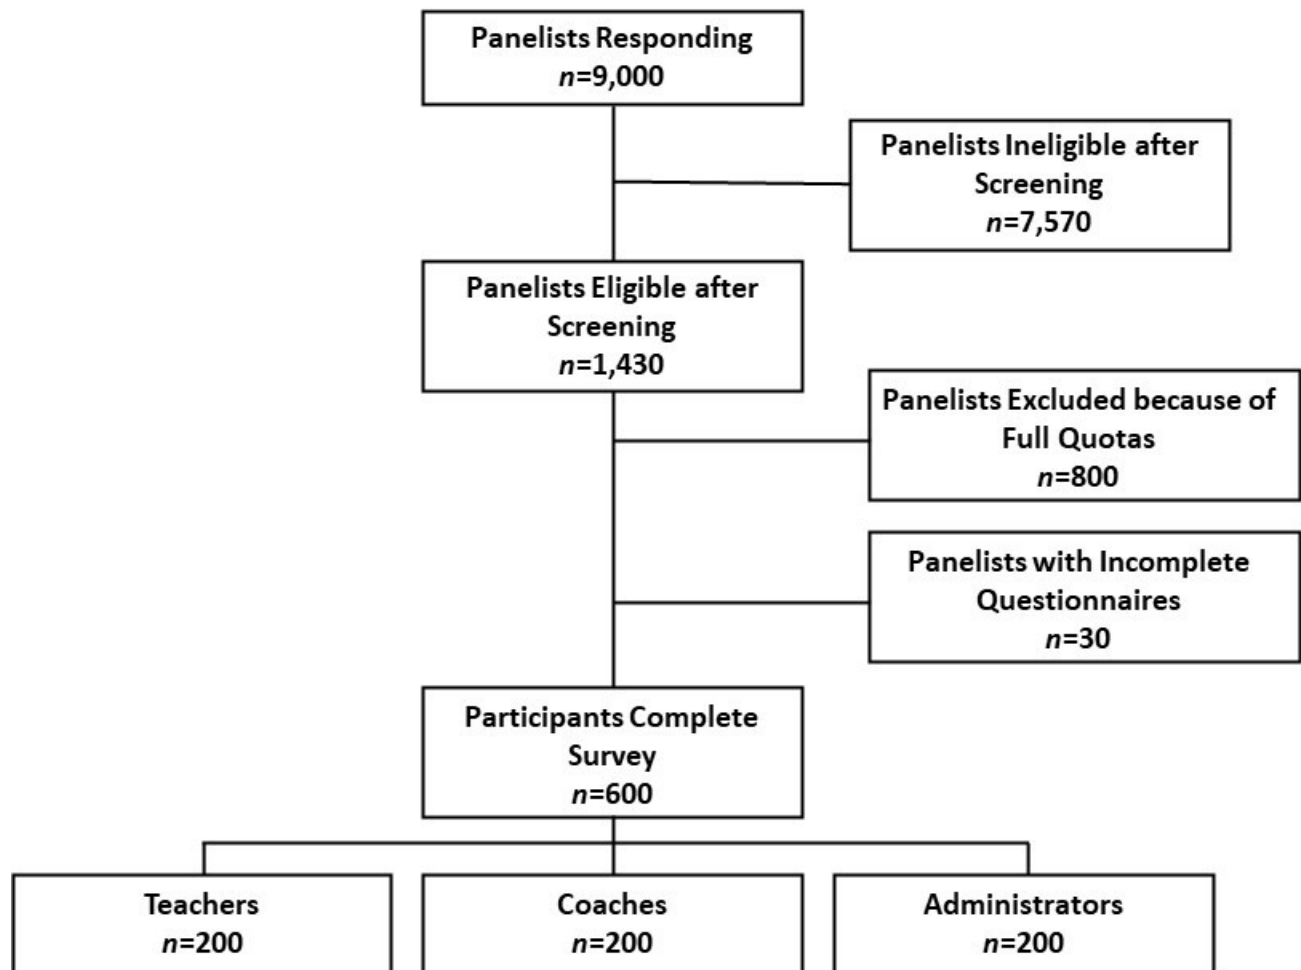 Panelists Responding
n=9,000
Panelists Ineligible after
Screening
n=7,570
Panelists Eligible after
Screening
n=1,430
Panelists Excluded because of
Full Quotas
n=800
Panelists with Incomplete
Questionnaires
n=30
Participants Complete
Survey
n=600
Teachers
n=200
Coaches
n=200
Administrators
n=200